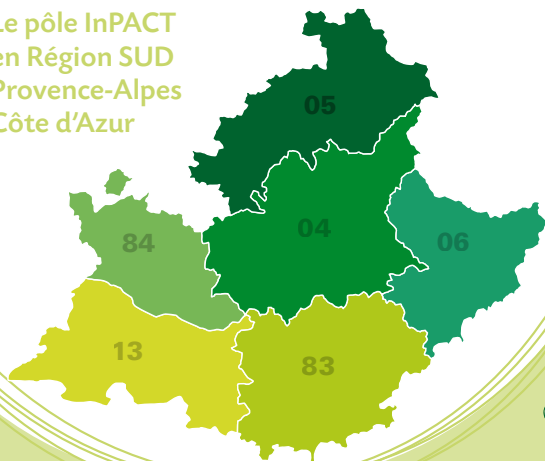 Le pôle InPACT
en Région SUD
Provence-Alpes
Côte d'Azur
05
04
06
84
13
83